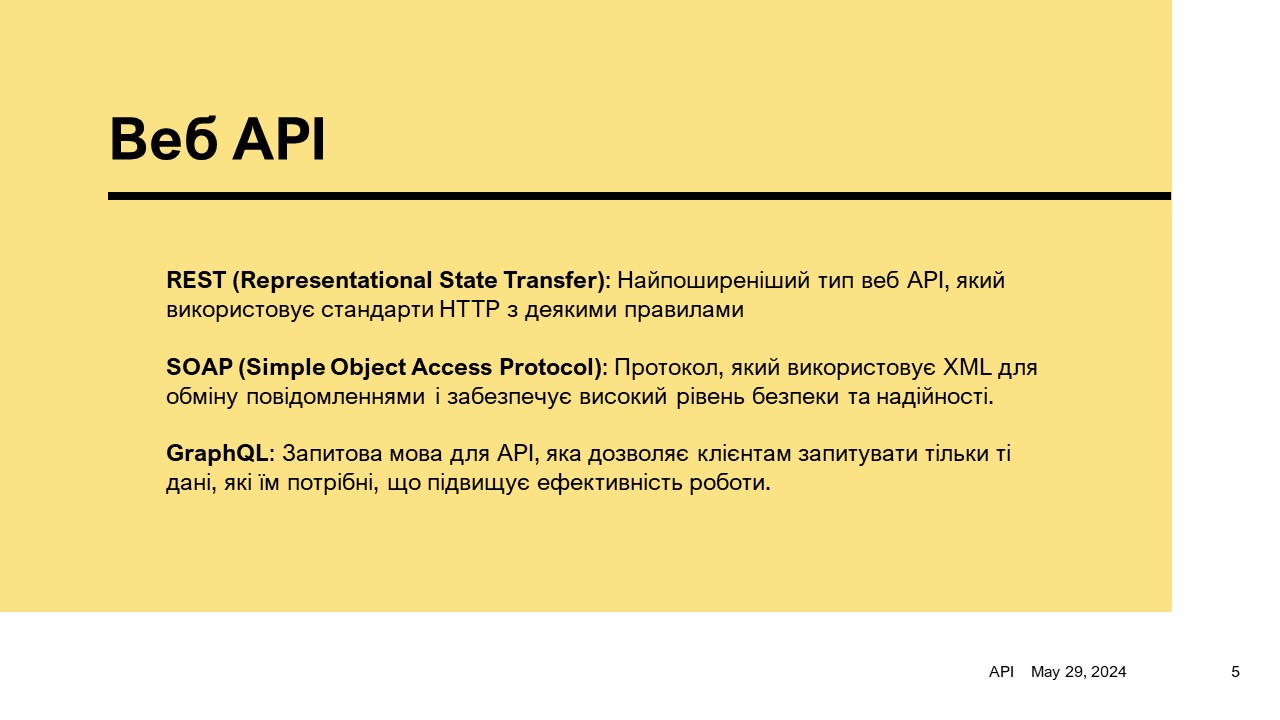 Веб API
REST (Representational State Transfer): Найпоширеніший тип веб API, який
використовує стандарти HTTP з деякими правилами
SOAP (Simple Object Access Protocol): Протокол, який використовує XML для
обміну повідомленнями і забезпечує високий рівень безпеки та надійності.
GraphQL: Запитова мова для API, яка дозволяє клієнтам запитувати тільки ті
дані, які їм потрібні, що підвищує ефективність роботи.
API May 29, 2024 5